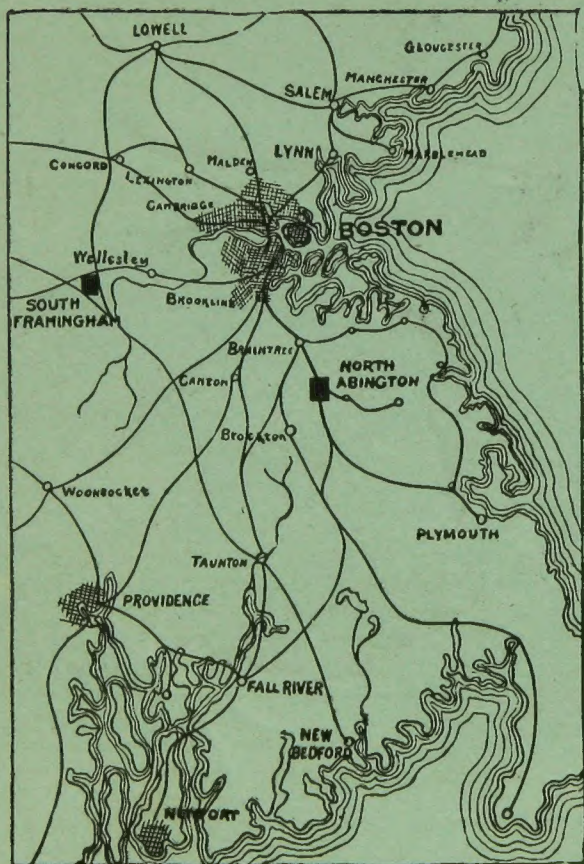 LOWELL
GLOUCESTER
MANCHESTER
SALEM
LYNN
MARBLEHEAD
CONCORD
LEXINGTON
MALDEN
CAMBRIDGE
BOSTON
Wellesley
SOUTH
FRAMINGHAM
BROOKLINE
BRAINTREE
NORTH
ABINGTON
CANTON
BROCKTON
WOONSOCKET
PLYMOUTH
TAUNTON
PROVIDENCE
FALL RIVER
NEW
BEDFORD
NEWPORT